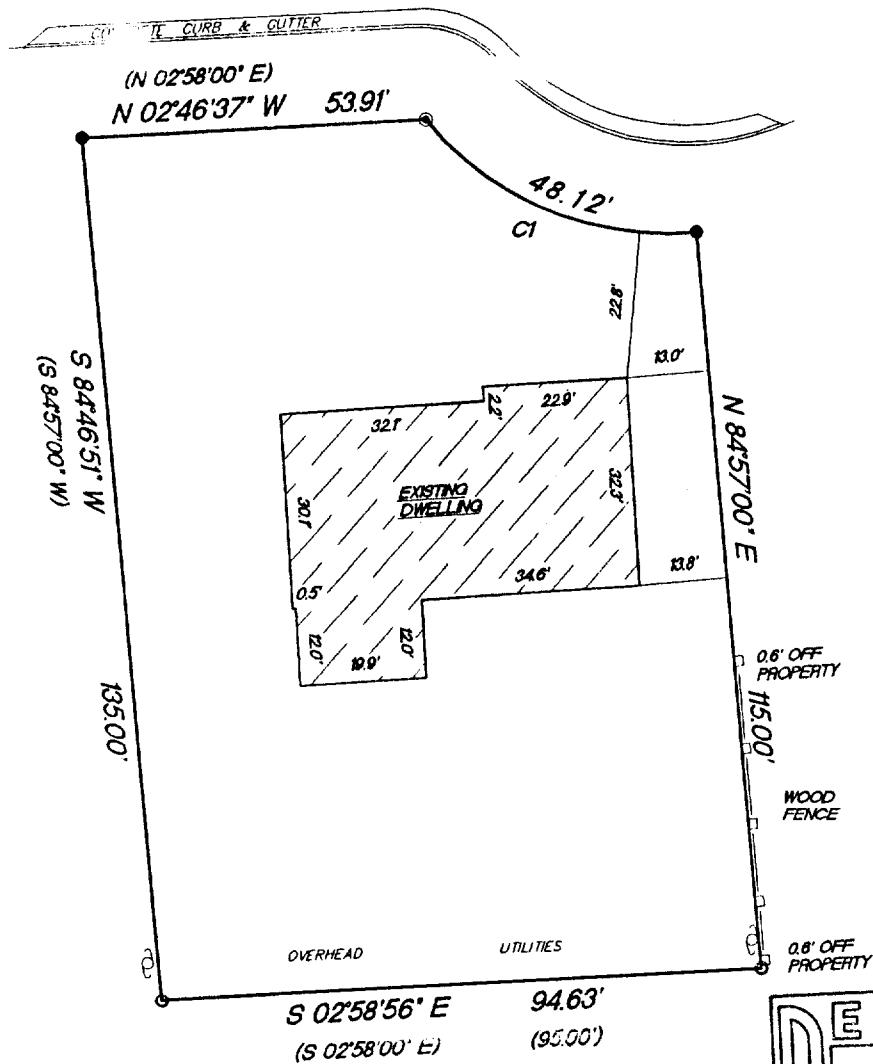 CURB & GUTTER
(N 02°58'00" E)
N 02°46'37" W 53.91'
48.12'
C1
22.8'
13.0'
S 84°46'51" W
(S 84°57'00" W)
N 84°57'00" E
32.1'
2.2'
22.9'
30.1'
EXISTING
DWELLING
32.3'
0.5'
34.6'
13.8'
12.0'
19.9'
12.0'
135.00'
115.00'
0.6' OFF
PROPERTY
WOOD
FENCE
OVERHEAD UTILITIES
0.6' OFF
PROPERTY
S 02°58'56" E 94.63'
(S 02°58'00" E) (95.00')